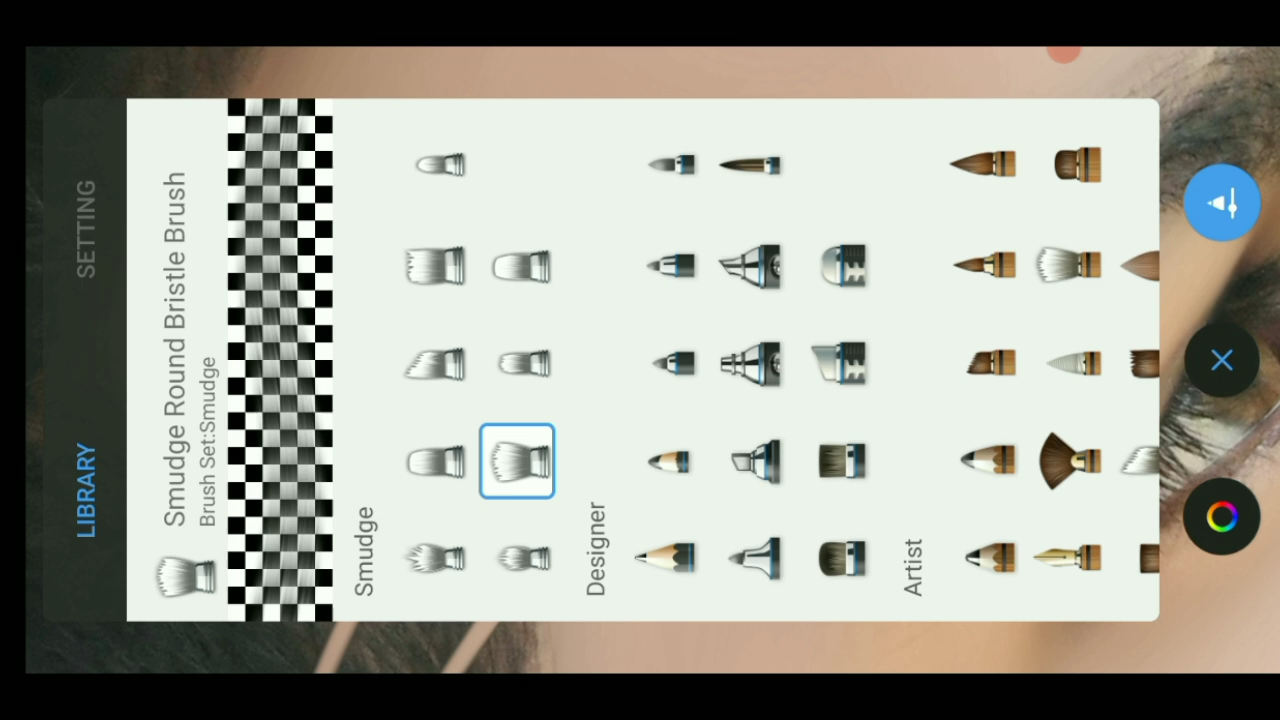 LIBRARY
SETTING
Smudge Round Bristle Brush
Brush Set:Smudge
Smudge
Designer
Artist